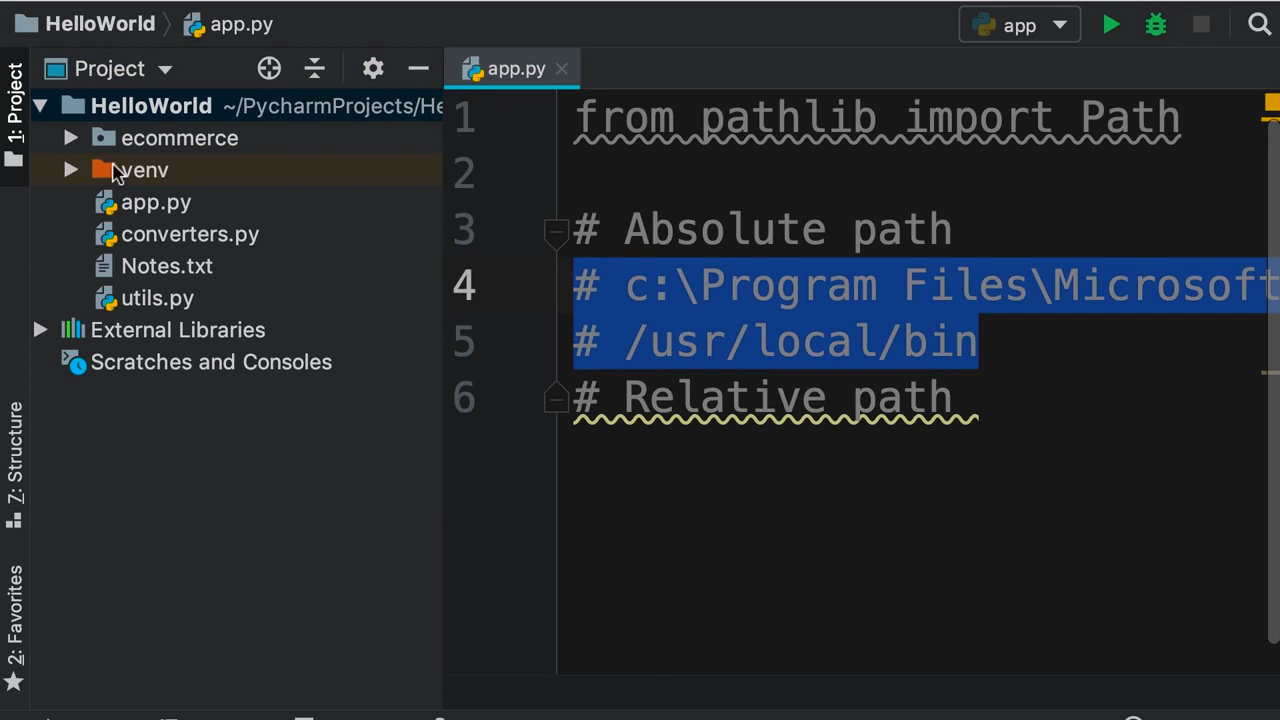 HelloWorld
app.py
app
1: Project
7: Structure
2: Favorites
Project
HelloWorld ~/PycharmProjects/He
ecommerce
venv
app.py
converters.py
Notes.txt
utils.py
External Libraries
Scratches and Consoles
app.py
1 from pathlib import Path
2
3 # Absolute path
4 # c:\Program Files\Microsoft
5 # /usr/local/bin
6 # Relative path